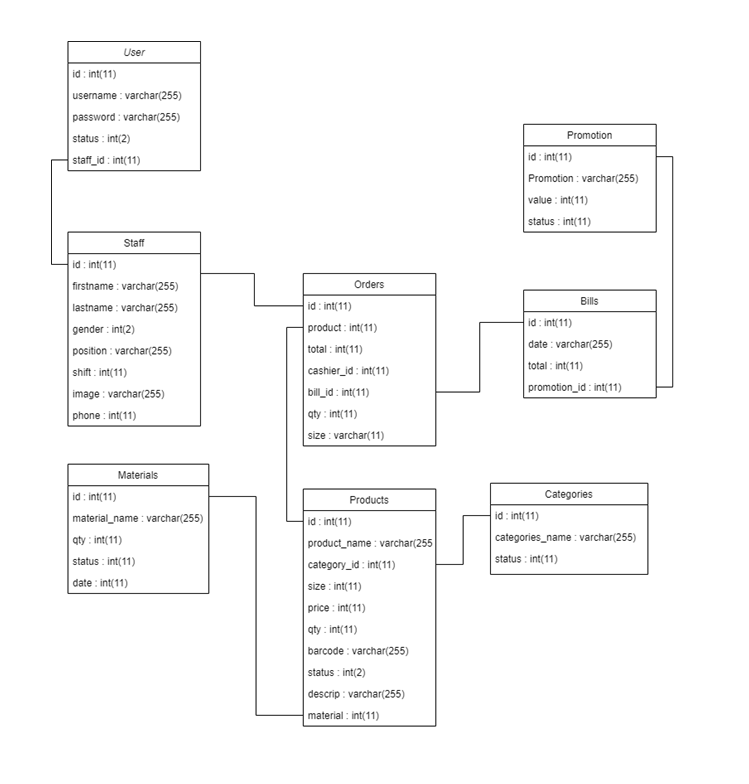 User
id : int(11)
username : varchar(255)
password : varchar(255)
status : int(2)
staff_id : int(11)
Promotion
id : int(11)
Promotion : varchar(255)
value : int(11)
status : int(11)
Staff
id : int(11)
firstname : varchar(255)
lastname : varchar(255)
gender : int(2)
position : varchar(255)
shift : int(11)
image : varchar(255)
phone : int(11)
Orders
id : int(11)
product : int(11)
total : int(11)
cashier_id : int(11)
bill_id : int(11)
qty : int(11)
size : varchar(11)
Bills
id : int(11)
date : varchar(255)
total : int(11)
promotion_id : int(11)
Materials
id : int(11)
material_name : varchar(255)
qty : int(11)
status : int(11)
date : int(11)
Products
id : int(11)
product_name : varchar(255
category_id : int(11)
size : int(11)
price : int(11)
qty : int(11)
barcode : varchar(255)
status : int(2)
descrip : varchar(255)
material : int(11)
Categories
id : int(11)
categories_name : varchar(255)
status : int(11)